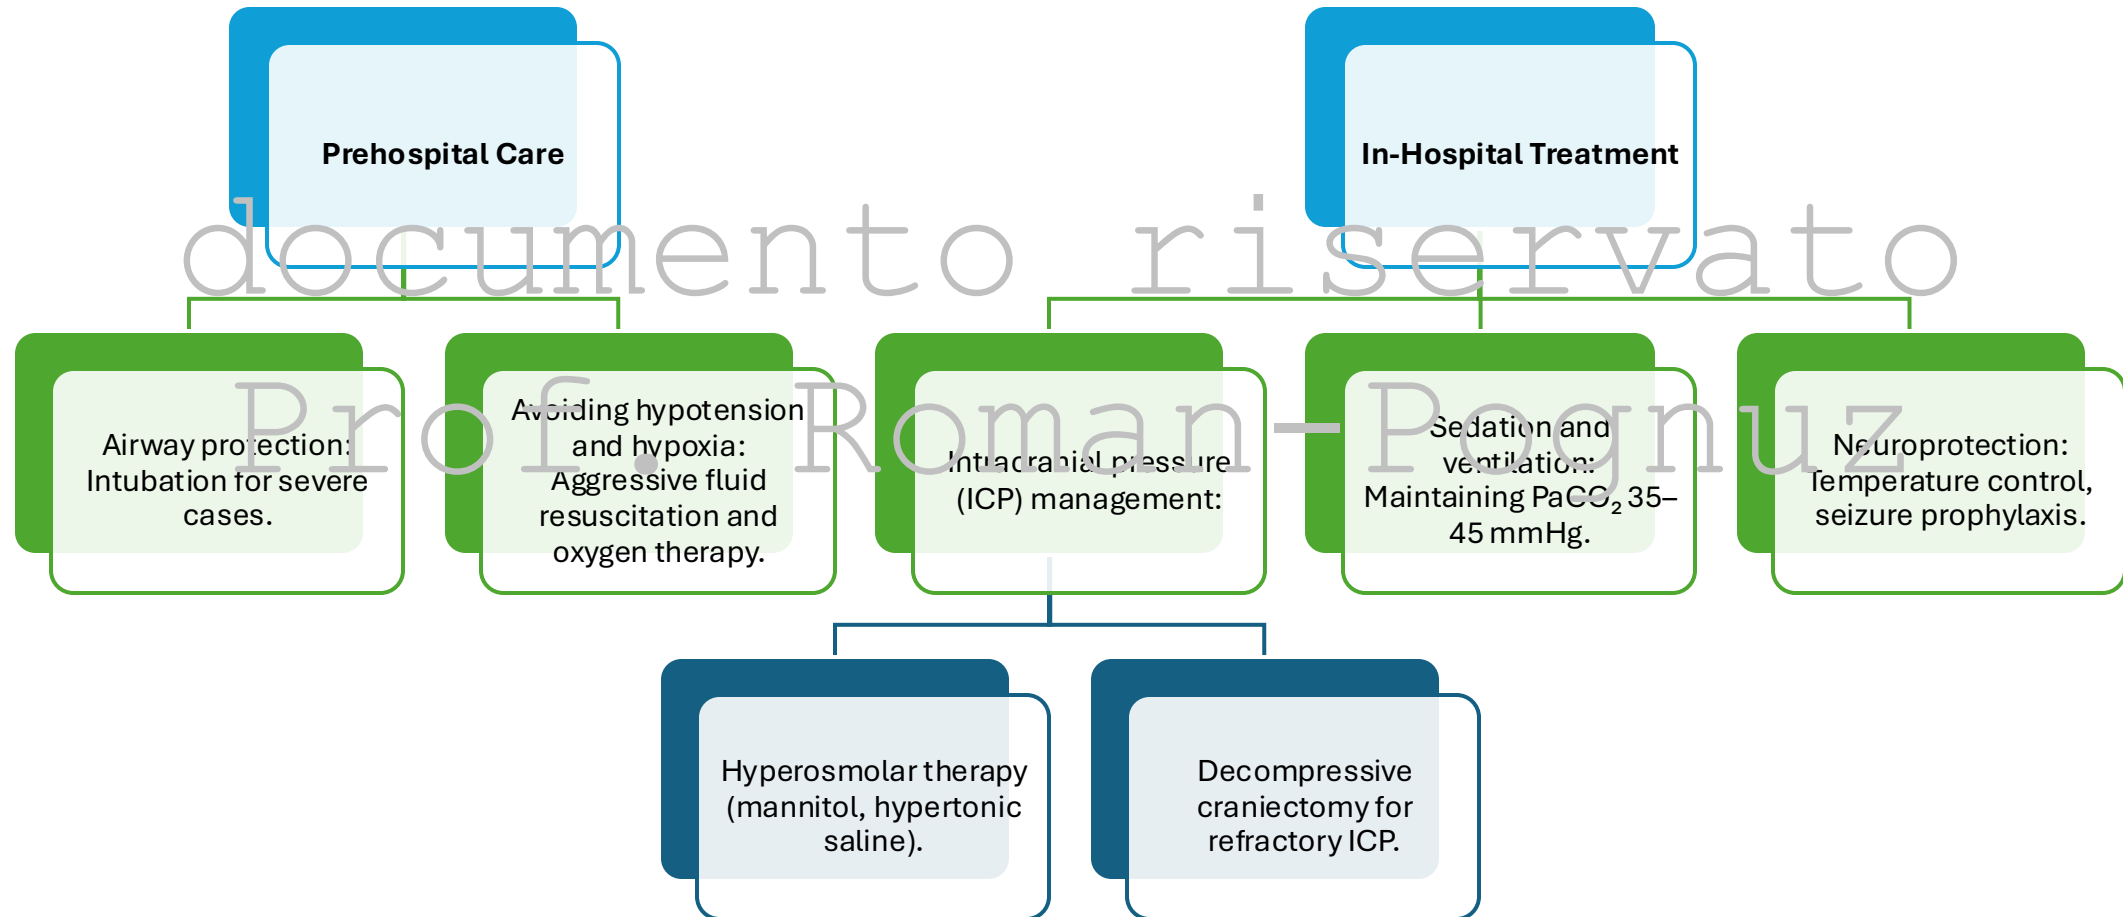 Prehospital Care
In-Hospital Treatment
documento riservato
Prof. Roman-Pognuz
Airway protection:
Intubation for severe
cases.
Avoiding hypotension
and hypoxia:
Aggressive fluid
resuscitation and
oxygen therapy.
Intracranial pressure
(ICP) management:
Sedation and
ventilation:
Maintaining PaCO₂ 35–
45 mmHg.
Neuroprotection:
Temperature control,
seizure prophylaxis.
Hyperosmolar therapy
(mannitol, hypertonic
saline).
Decompressive
craniectomy for
refractory ICP.